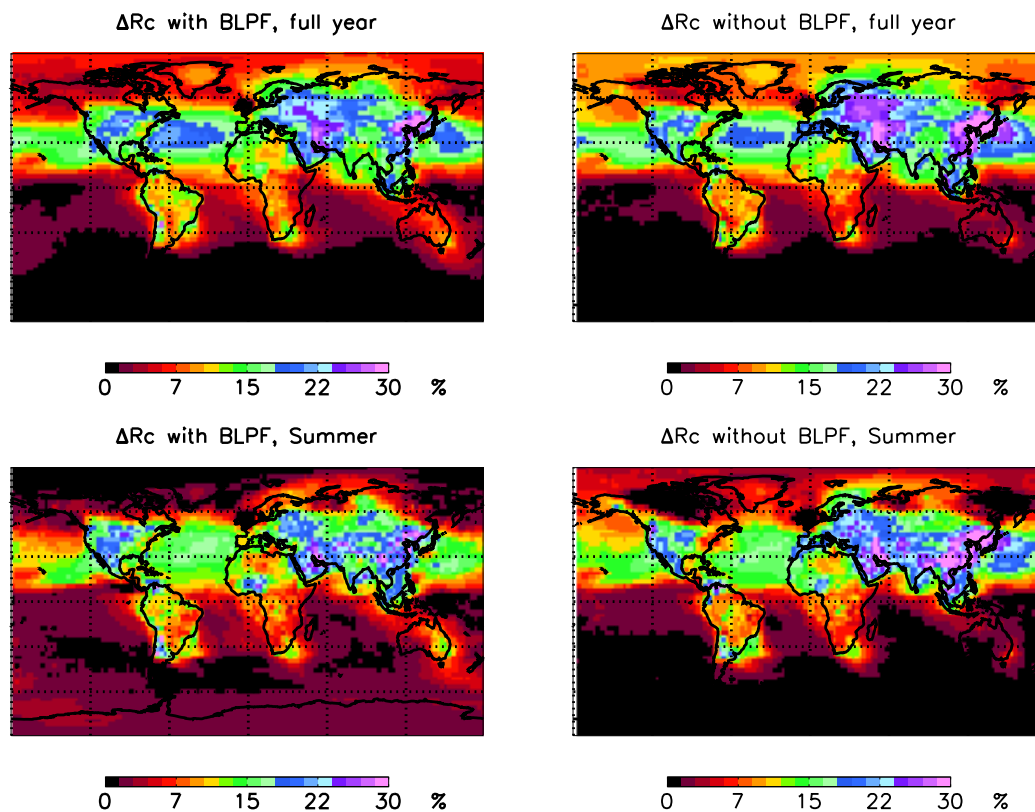 ΔRc with BLPF, full year
ΔRc without BLPF, full year
0 7 15 22 30 %
0 7 15 22 30 %
ΔRc with BLPF, Summer
ΔRc without BLPF, Summer
0 7 15 22 30 %
0 7 15 22 30 %